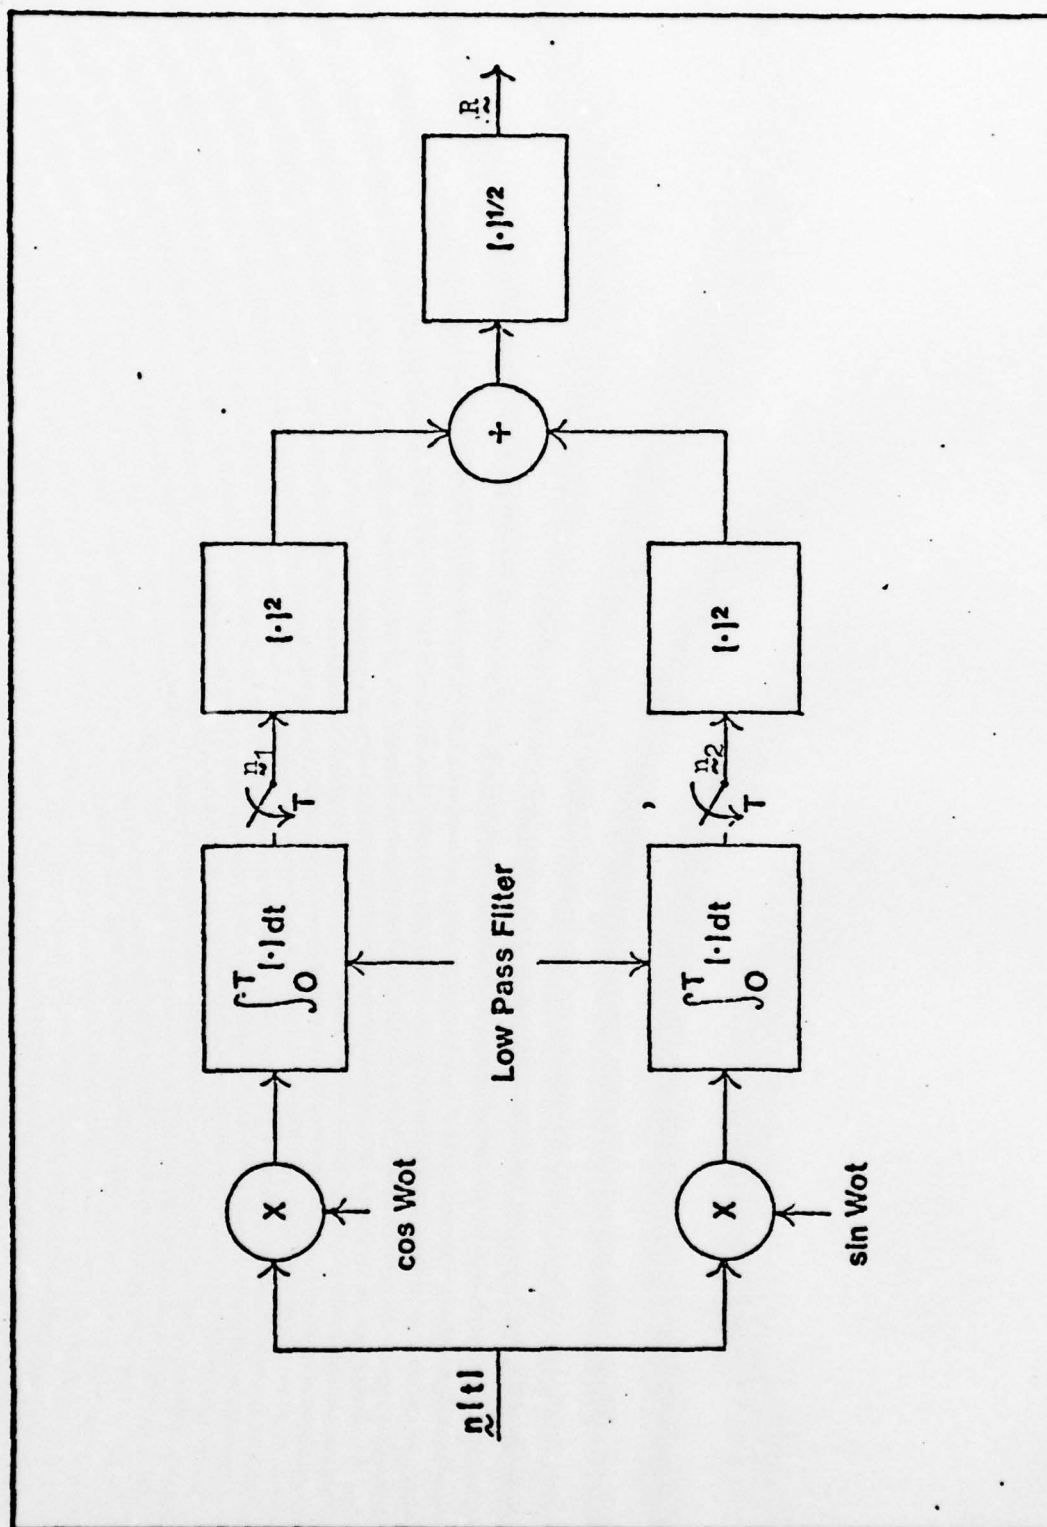 n(t)
~
X
cos Wot
∫₀ᵀ (·)dt
T
n1
~
(·)2
X
sin Wot
∫₀ᵀ (·)dt
T
n2
~
(·)2
Low Pass Filter
+
(·)1/2
R
~